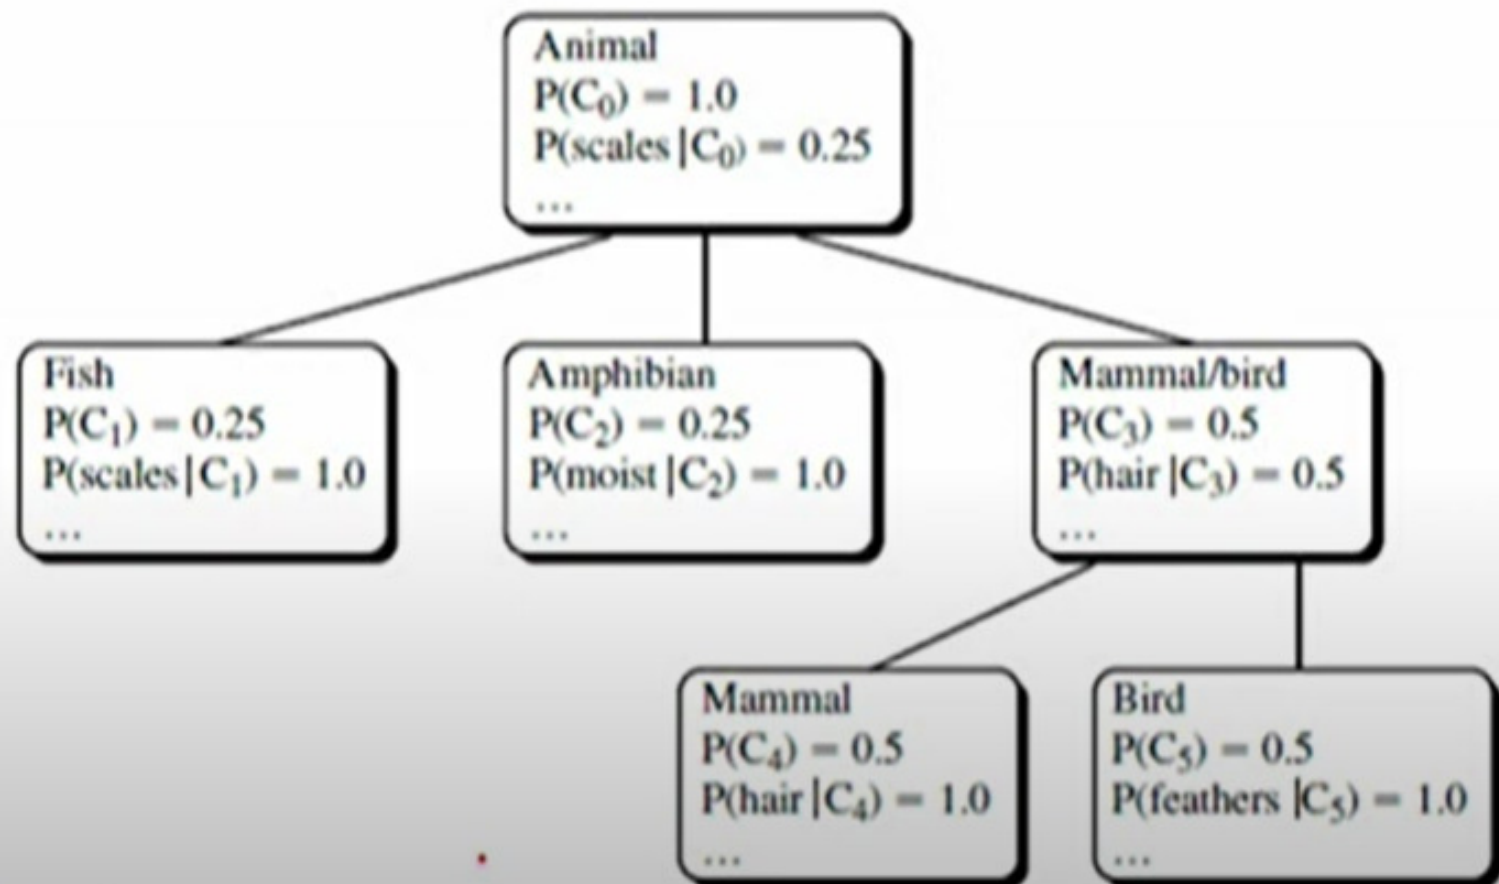 Animal
P(C₀) = 1.0
P(scales|C₀) = 0.25
...
Fish
P(C₁) = 0.25
P(scales|C₁) = 1.0
...
Amphibian
P(C₂) = 0.25
P(moist|C₂) = 1.0
...
Mammal/bird
P(C₃) = 0.5
P(hair|C₃) = 0.5
...
Mammal
P(C₄) = 0.5
P(hair|C₄) = 1.0
...
Bird
P(C₅) = 0.5
P(feathers|C₅) = 1.0
...